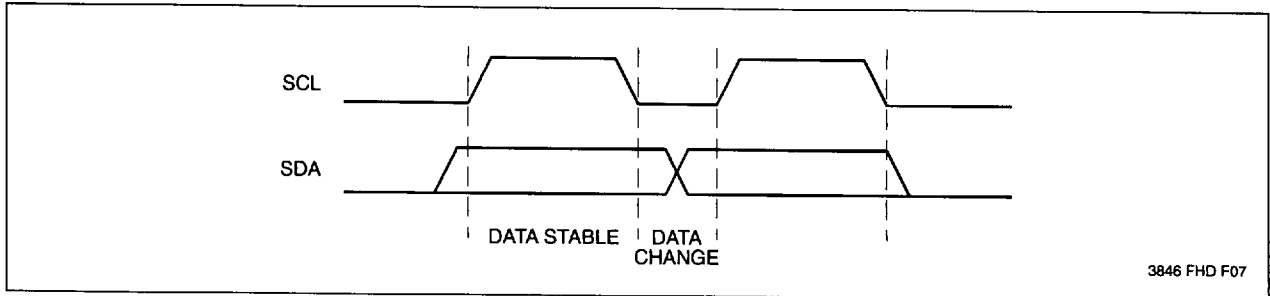 SCL
SDA
DATA STABLE
DATA
CHANGE
3846 FHD F07